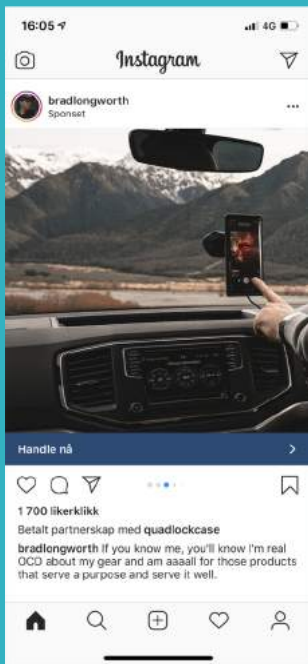 16:05
4G
Instagram
bradlongworth
Sponset
Handle nå
1 700 likerklikk
Betalt partnerskap med quadlockcase
bradlongworth If you know me, you'll know I'm real
OCD about my gear and am aaaall for those products
that serve a purpose and serve it well.